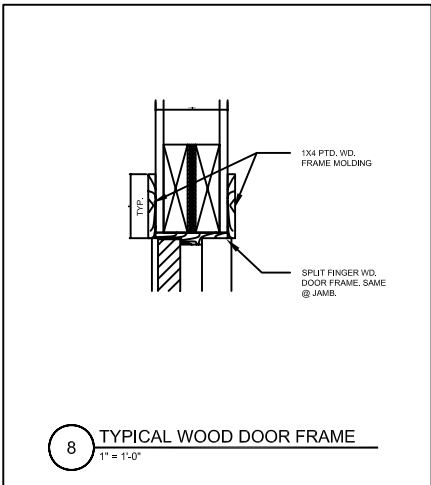 1X4 PTD. WD.
FRAME MOLDING
TYP.
SPLIT FINGER WD.
DOOR FRAME. SAME
@ JAMB.
8
TYPICAL WOOD DOOR FRAME
1" = 1'-0"